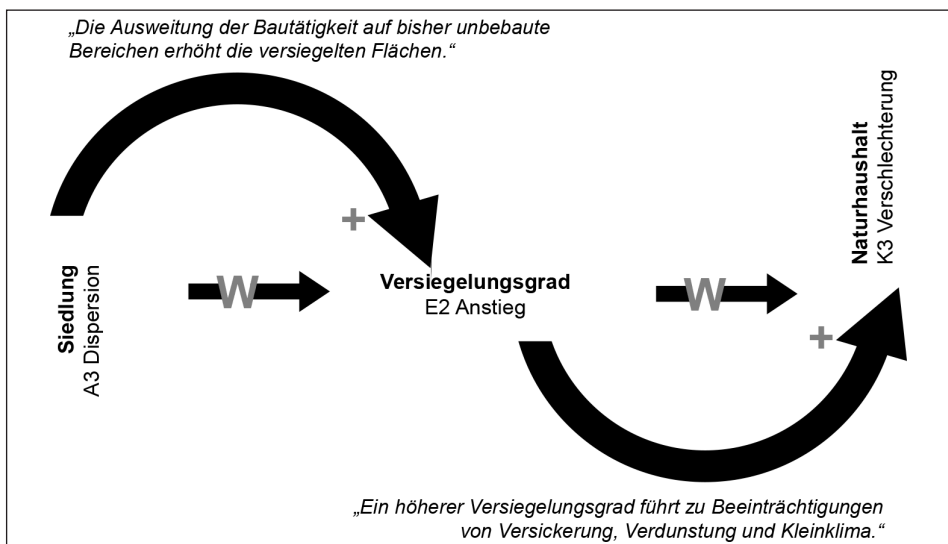 „Die Ausweitung der Bautätigkeit auf bisher unbebaute
Bereichen erhöht die versiegelten Flächen.“
+
Siedlung
A3 Dispersion
W
Versiegelungsgrad
E2 Anstieg
W
Naturhaushalt
K3 Verschlechterung
+
„Ein höherer Versiegelungsgrad führt zu Beeinträchtigungen
von Versickerung, Verdunstung und Kleinklima.“